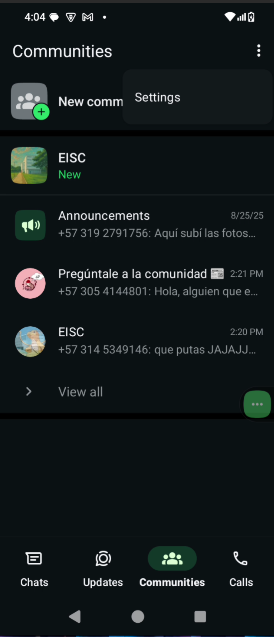 4:04
Communities
New comm
Settings
EISC
New
Announcements 8/25/25
+57 319 2791756: Aquí subí las fotos...
Pregúntale a la comunidad 📰 2:21 PM
+57 305 4144801: Hola, alguien que e...
EISC 2:20 PM
+57 314 5349146: que putas JAJAJJ...
View all
Chats Updates Communities Calls